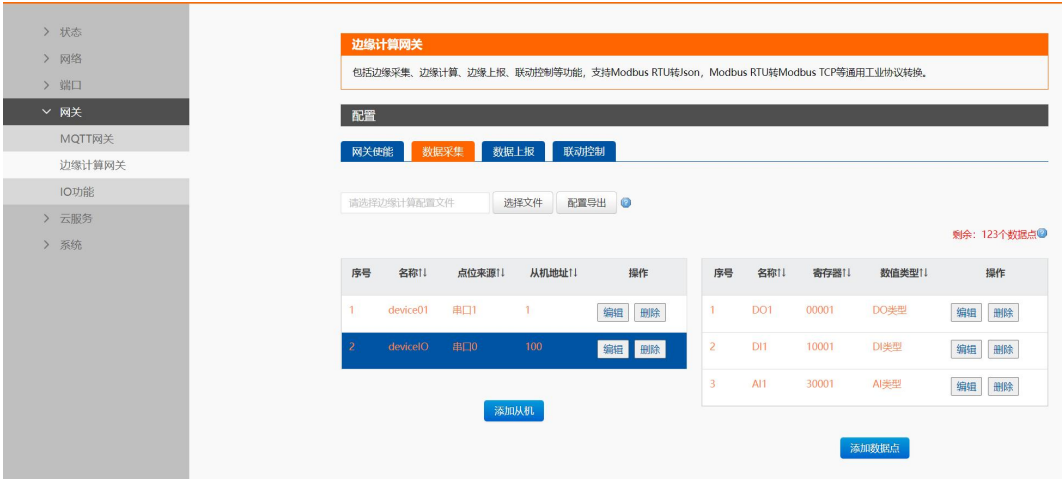 状态
网络
端口
网关
MQTT网关
边缘计算网关
IO功能
云服务
系统
边缘计算网关
包括边缘采集、边缘计算、边缘上报、联动控制等功能，支持Modbus RTU转Json，Modbus RTU转Modbus TCP等通用工业协议转换。
配置
网关使能 数据采集 数据上报 联动控制
请选择边缘计算配置文件 选择文件 配置导出
剩余：123个数据点
序号 名称↑↓ 点位来源↑↓ 从机地址↑↓ 操作
1 device01 串口1 1 编辑 删除
2 deviceIO 串口0 100 编辑 删除
添加从机
序号 名称↑↓ 寄存器↑↓ 数值类型↑↓ 操作
1 DO1 00001 DO类型 编辑 删除
2 DI1 10001 DI类型 编辑 删除
3 AI1 30001 AI类型 编辑 删除
添加数据点